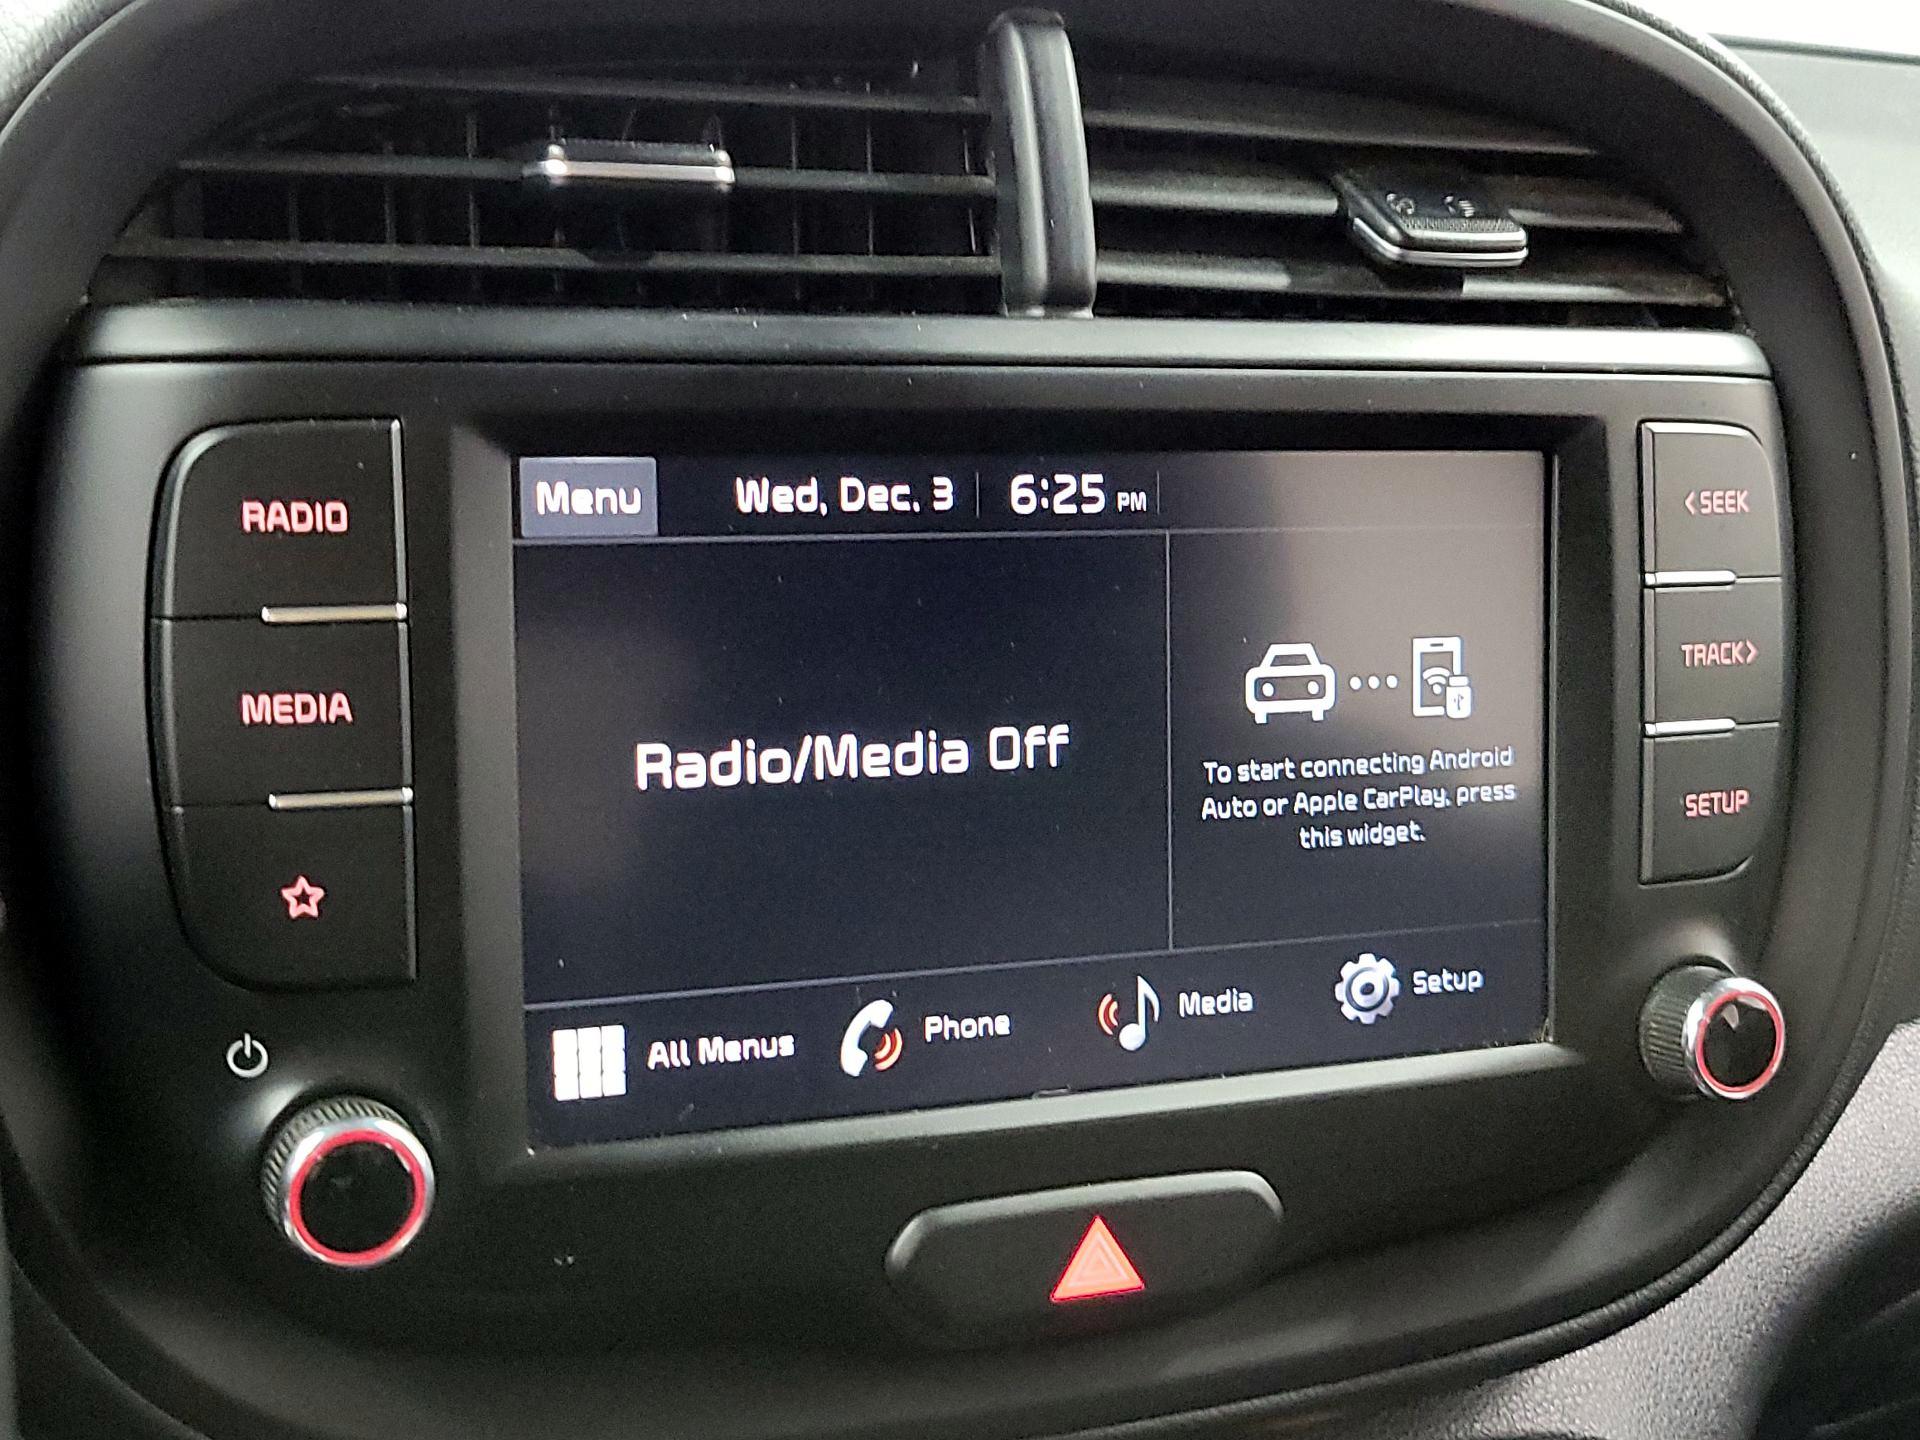 RADIO
MEDIA
Menu
Wed, Dec. 3
6:25 PM
Radio/Media Off
To start connecting Android
Auto or Apple CarPlay, press
this widget.
All Menus
Phone
Media
Setup
<SEEK
TRACK>
SETUP